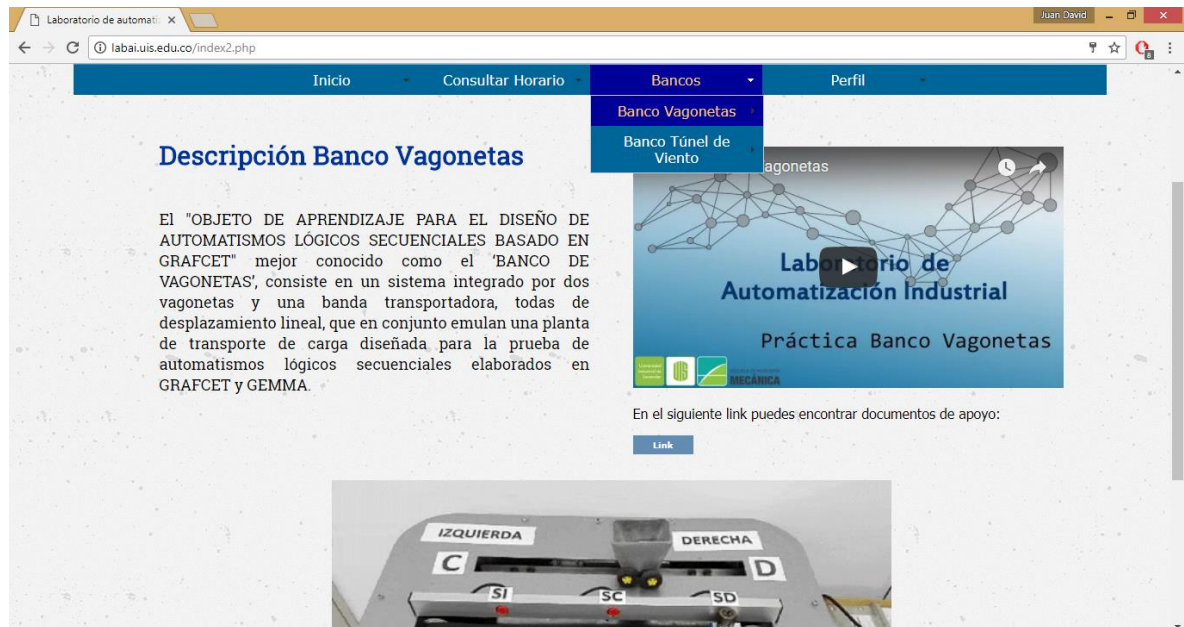 Laboratorio de automati
Juan David
labai.uis.edu.co/index2.php
8
Inicio
Consultar Horario
Bancos
Perfil
Banco Vagonetas
Banco Túnel de
Viento
Descripción Banco Vagonetas
El "OBJETO DE APRENDIZAJE PARA EL DISEÑO DE
AUTOMATISMOS LÓGICOS SECUENCIALES BASADO EN
GRAFCET" mejor conocido como el 'BANCO DE
VAGONETAS', consiste en un sistema integrado por dos
vagonetas y una banda transportadora, todas de
desplazamiento lineal, que en conjunto emulan una planta
de transporte de carga diseñada para la prueba de
automatismos lógicos secuenciales elaborados en
GRAFCET y GEMMA.
agonetas
Laboratorio de
Automatización Industrial
Práctica Banco Vagonetas
UIS
MECÁNICA
En el siguiente link puedes encontrar documentos de apoyo:
Link
IZQUIERDA
DERECHA
C
D
SI
SC
SD